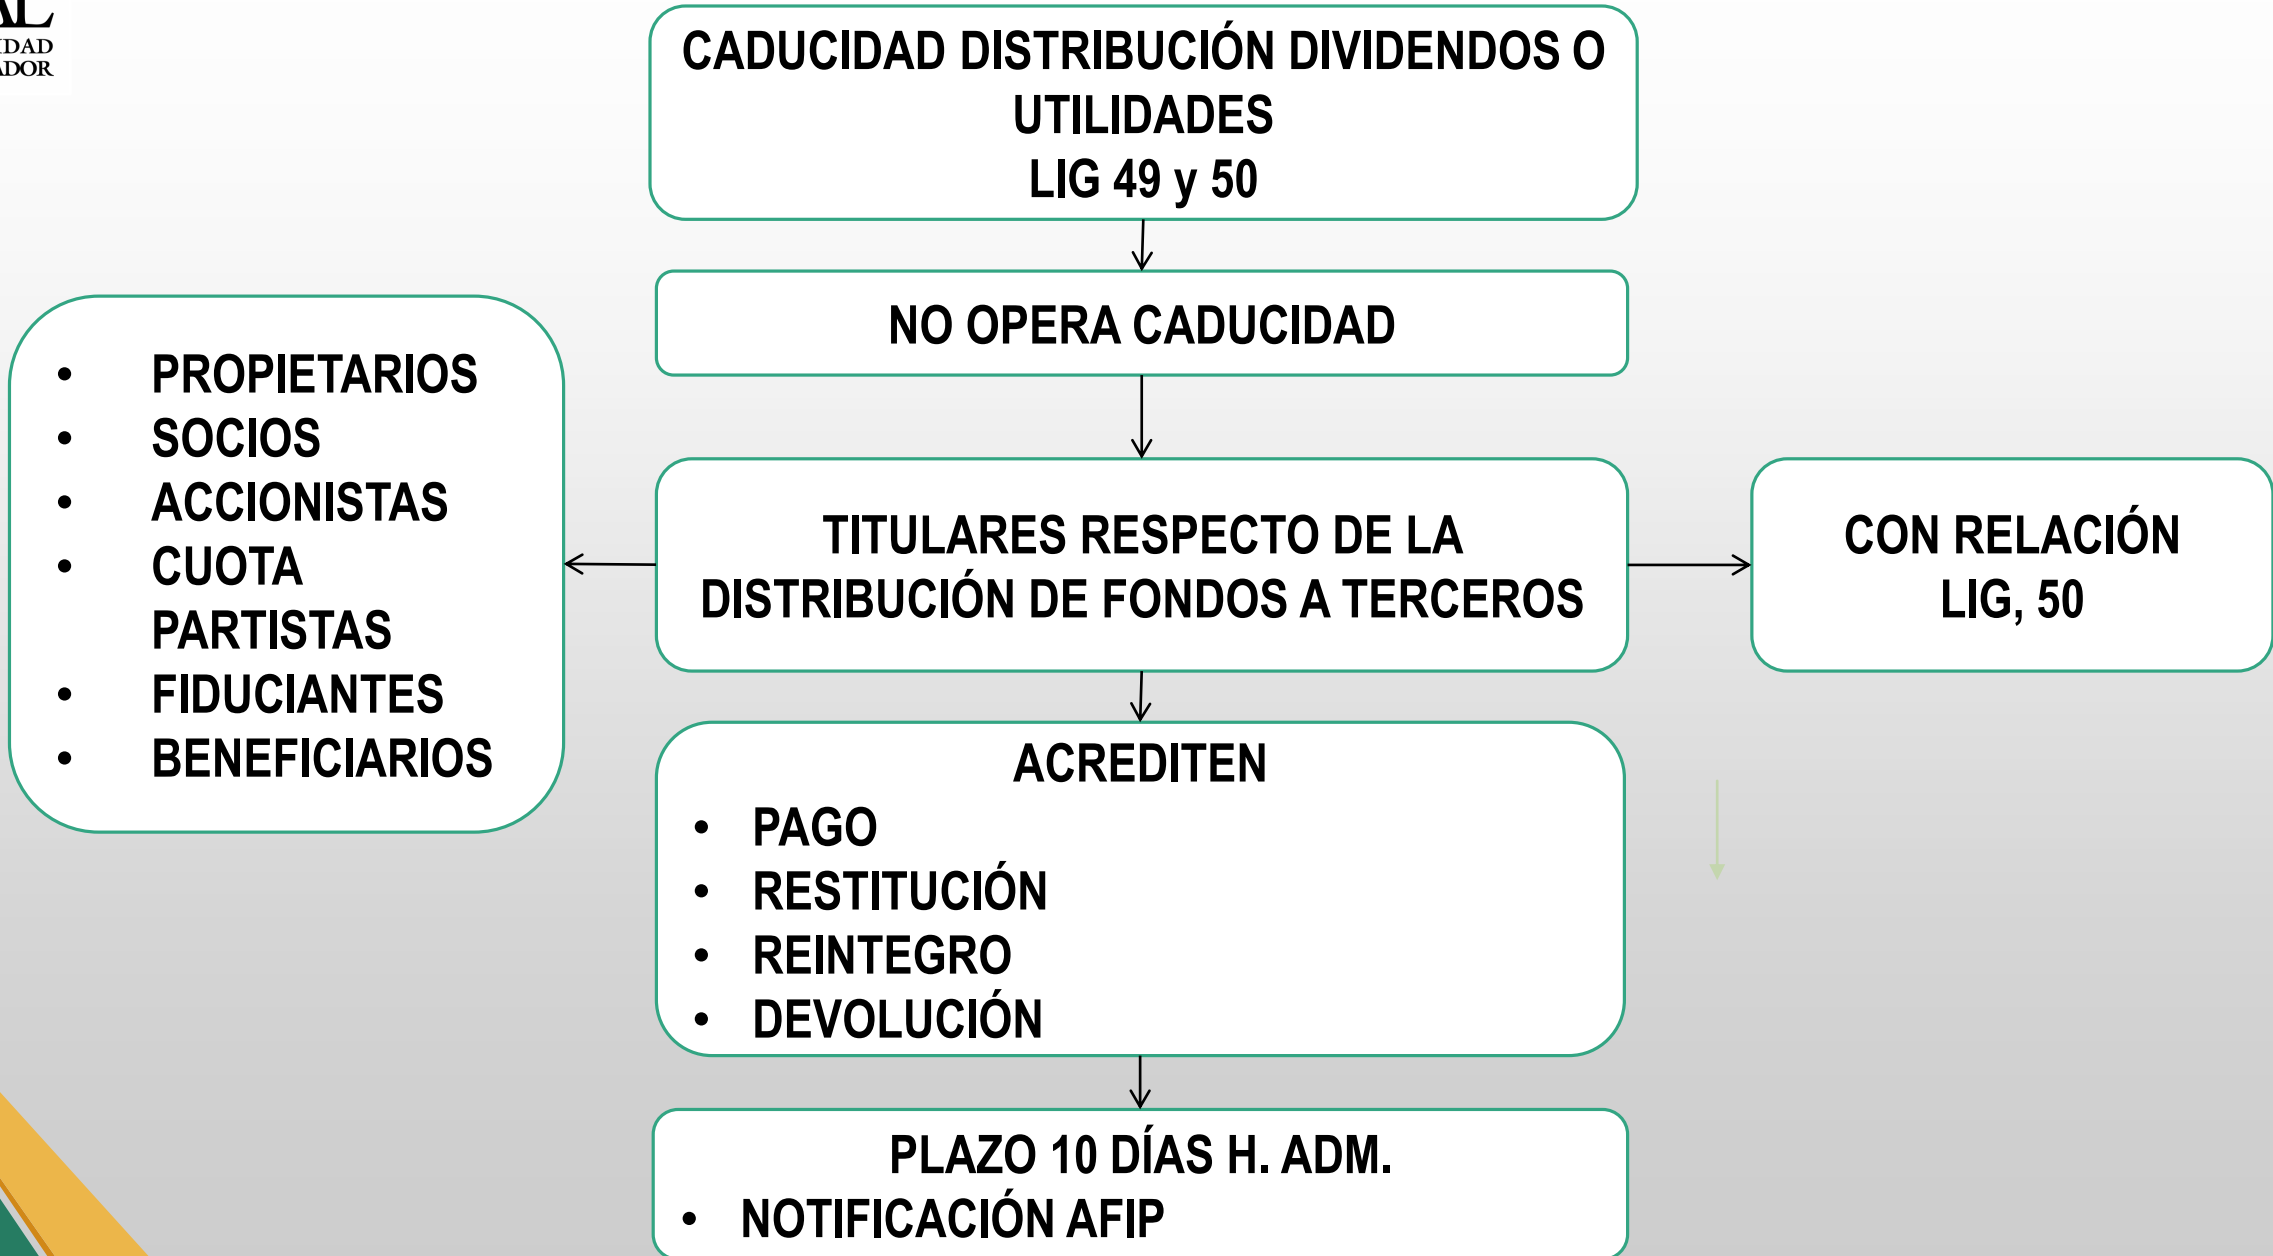 IDAD
ADOR
CADUCIDAD DISTRIBUCIÓN DIVIDENDOS O
UTILIDADES
LIG 49 y 50
NO OPERA CADUCIDAD
• PROPIETARIOS
• SOCIOS
• ACCIONISTAS
• CUOTA
PARTISTAS
• FIDUCIANTES
• BENEFICIARIOS
TITULARES RESPECTO DE LA
DISTRIBUCIÓN DE FONDOS A TERCEROS
CON RELACIÓN
LIG, 50
ACREDITEN
• PAGO
• RESTITUCIÓN
• REINTEGRO
• DEVOLUCIÓN
PLAZO 10 DÍAS H. ADM.
• NOTIFICACIÓN AFIP